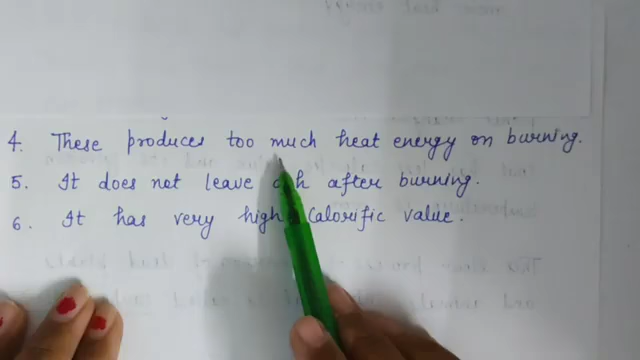 4. These produces too much heat energy on burning.
5. It does not leave ash after burning.
6. It has very high Calorific value.